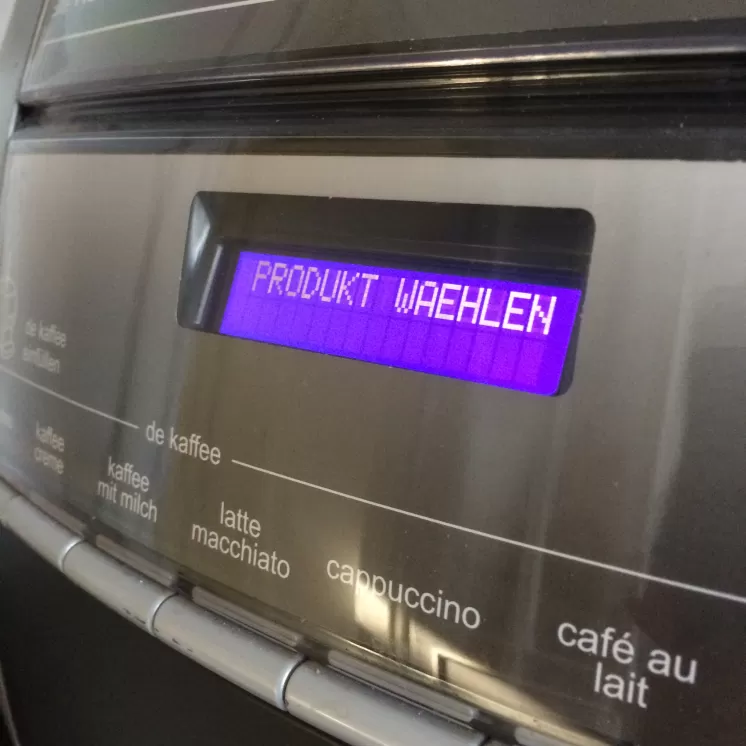 PRODUKT WAEHLEN
de kaffee
einfüllen
de kaffee
kaffee
creme
kaffee
mit milch
latte
macchiato
cappuccino
café au
lait